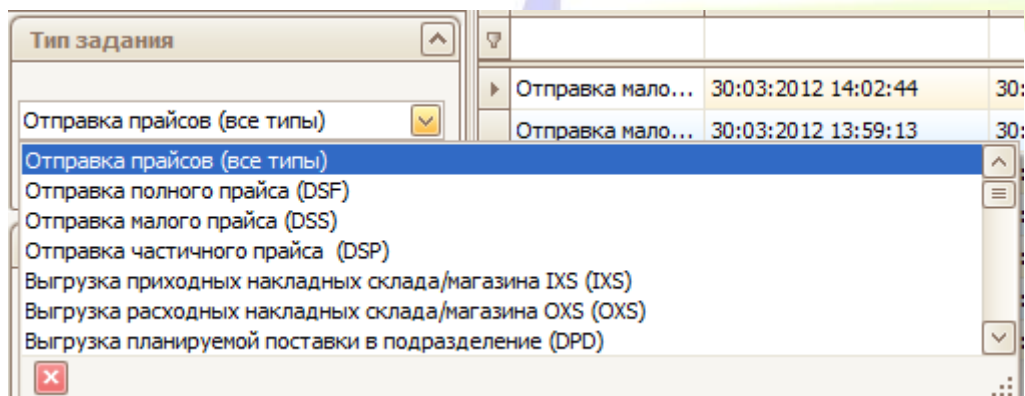 Тип задания
Отправка мало... 30:03:2012 14:02:44 30:
Отправка прайсов (все типы)
Отправка мало... 30:03:2012 13:59:13 30:
Отправка прайсов (все типы)
Отправка полного прайса (DSF)
Отправка малого прайса (DSS)
Отправка частичного прайса (DSP)
Выгрузка приходных накладных склада/магазина IXS (IXS)
Выгрузка расходных накладных склада/магазина OXS (OXS)
Выгрузка планируемой поставки в подразделение (DPD)